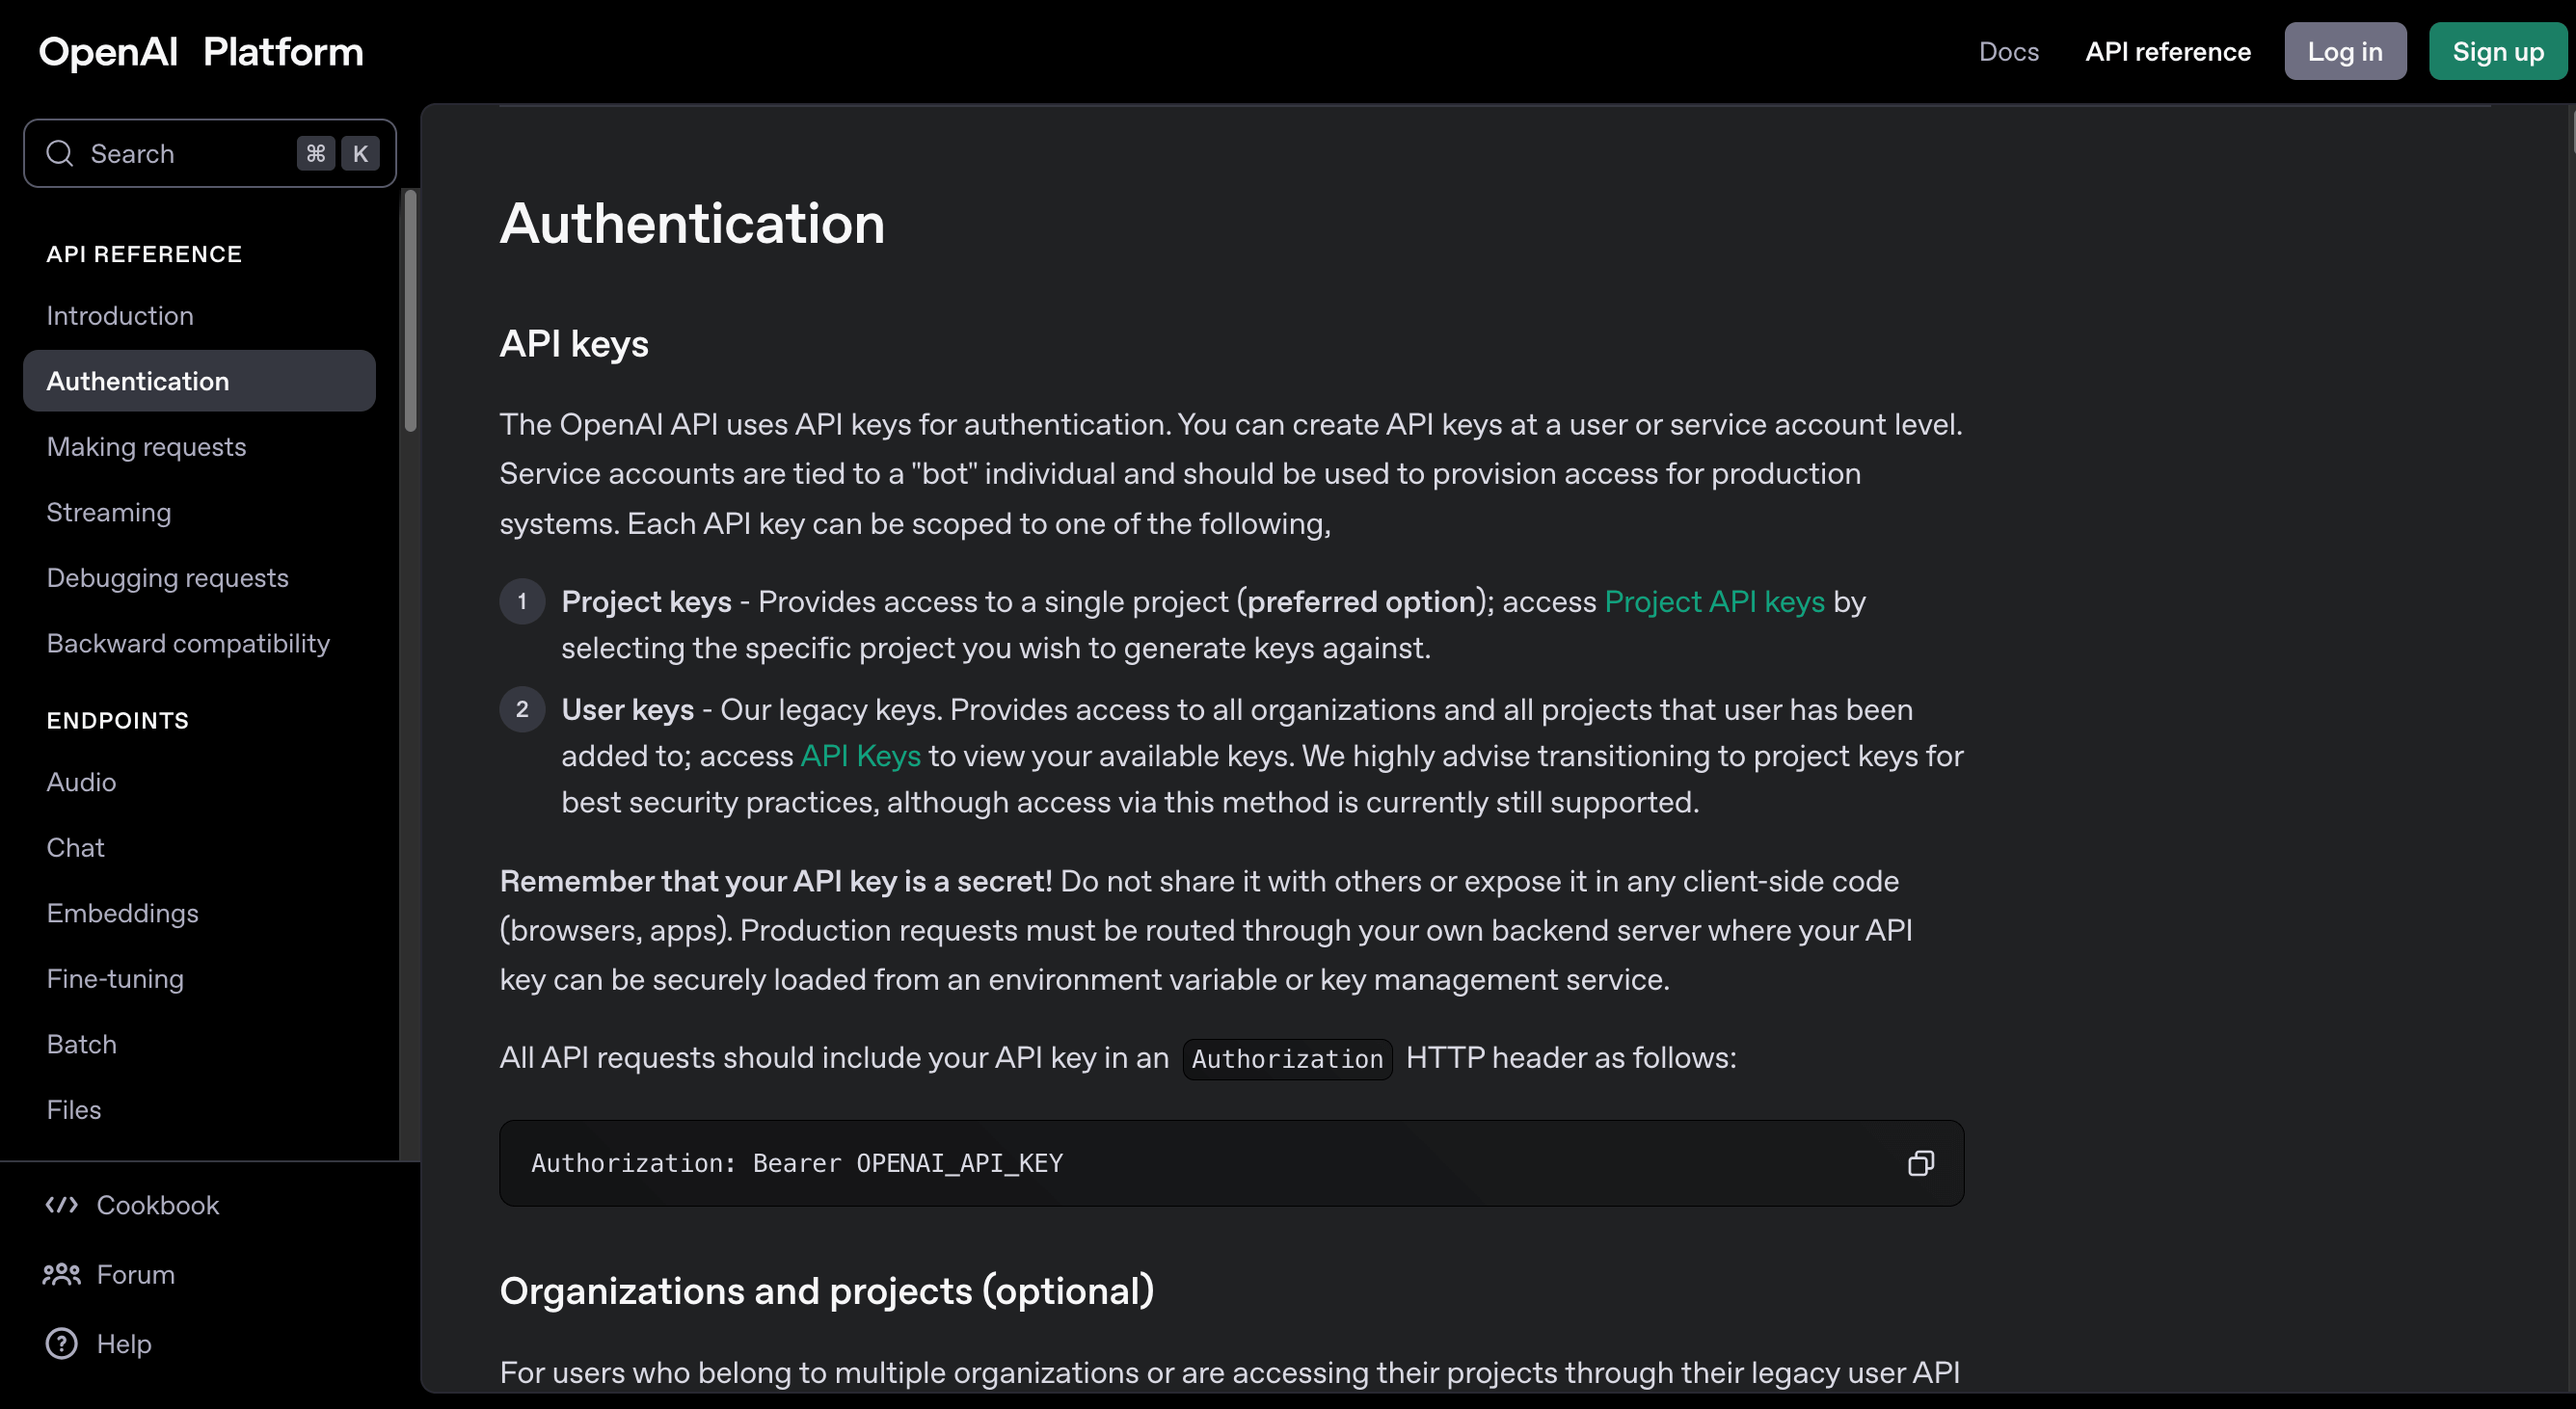 OpenAI Platform
Docs
API reference
Log in
Sign up
Search ⌘ K
API REFERENCE
Introduction
Authentication
Making requests
Streaming
Debugging requests
Backward compatibility
ENDPOINTS
Audio
Chat
Embeddings
Fine-tuning
Batch
Files
Cookbook
Forum
Help
Authentication
API keys
The OpenAI API uses API keys for authentication. You can create API keys at a user or service account level.
Service accounts are tied to a "bot" individual and should be used to provision access for production
systems. Each API key can be scoped to one of the following,
1 Project keys - Provides access to a single project (preferred option); access Project API keys by
selecting the specific project you wish to generate keys against.
2 User keys - Our legacy keys. Provides access to all organizations and all projects that user has been
added to; access API Keys to view your available keys. We highly advise transitioning to project keys for
best security practices, although access via this method is currently still supported.
Remember that your API key is a secret! Do not share it with others or expose it in any client-side code
(browsers, apps). Production requests must be routed through your own backend server where your API
key can be securely loaded from an environment variable or key management service.
All API requests should include your API key in an Authorization HTTP header as follows:
Authorization: Bearer OPENAI_API_KEY
Organizations and projects (optional)
For users who belong to multiple organizations or are accessing their projects through their legacy user API